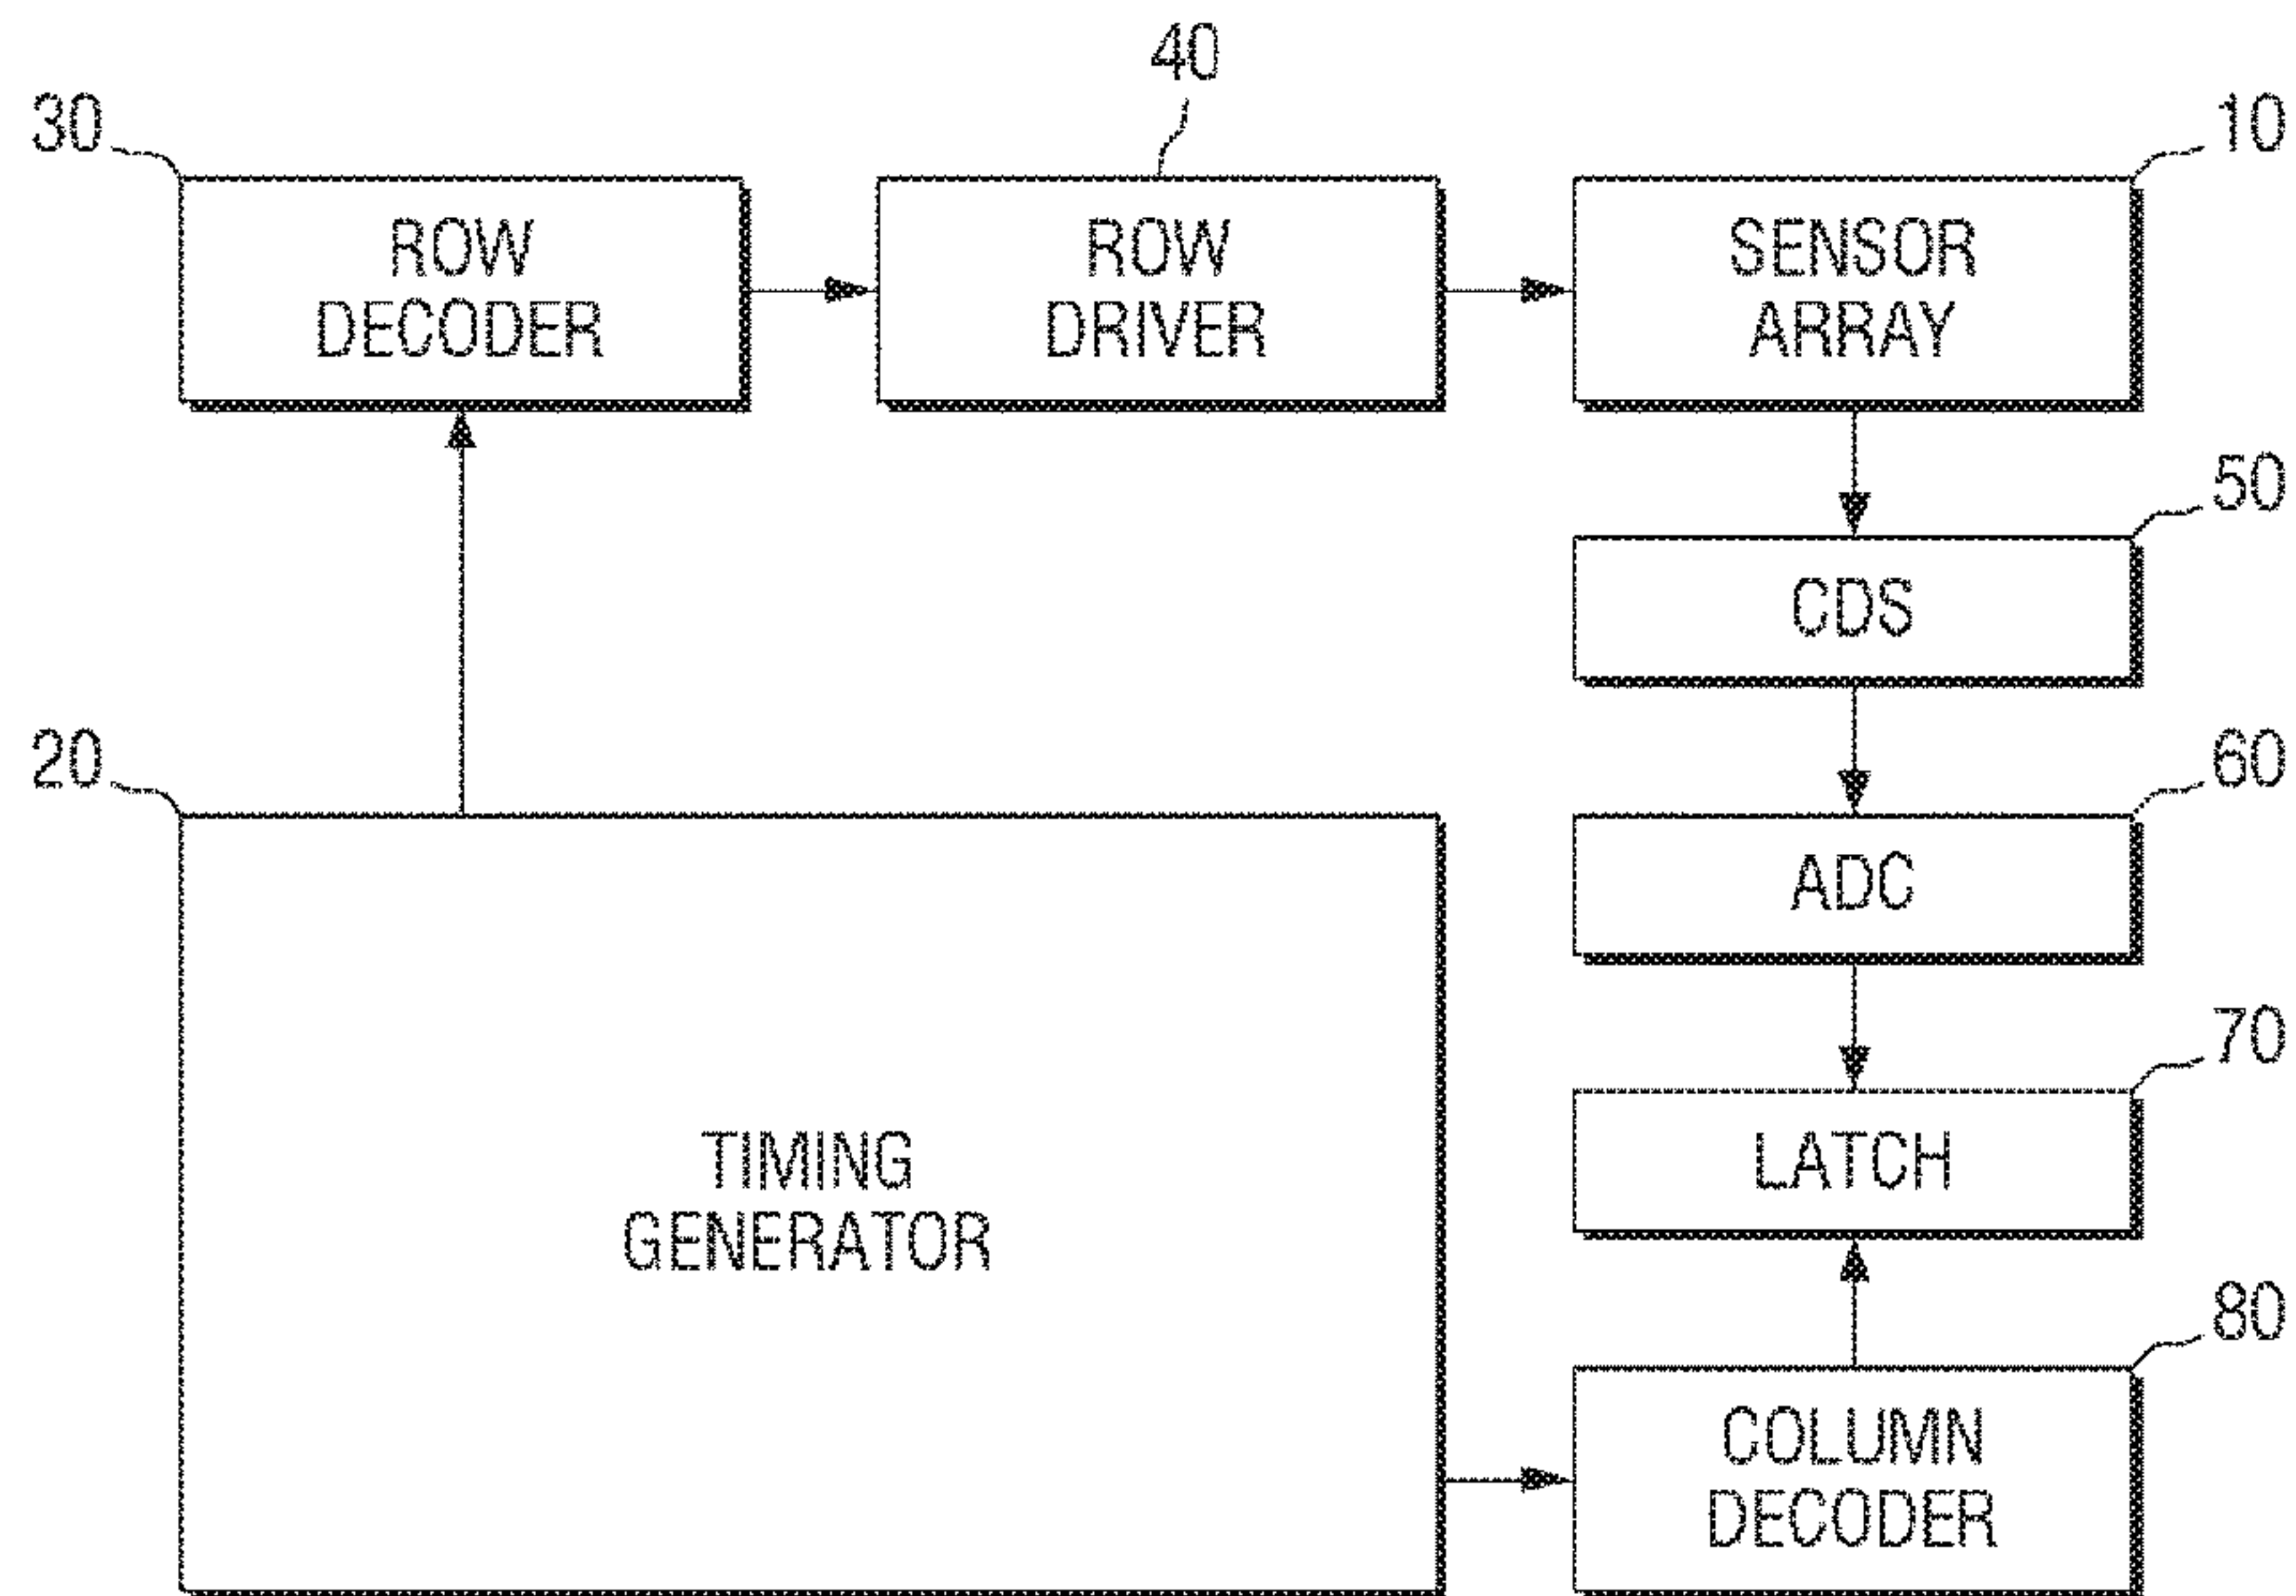 40
30
10
ROW
DECODER
ROW
DRIVER
SENSOR
ARRAY
50
CDS
20
60
ADC
70
LATCH
TIMING
GENERATOR
80
COLUMN
DECODER